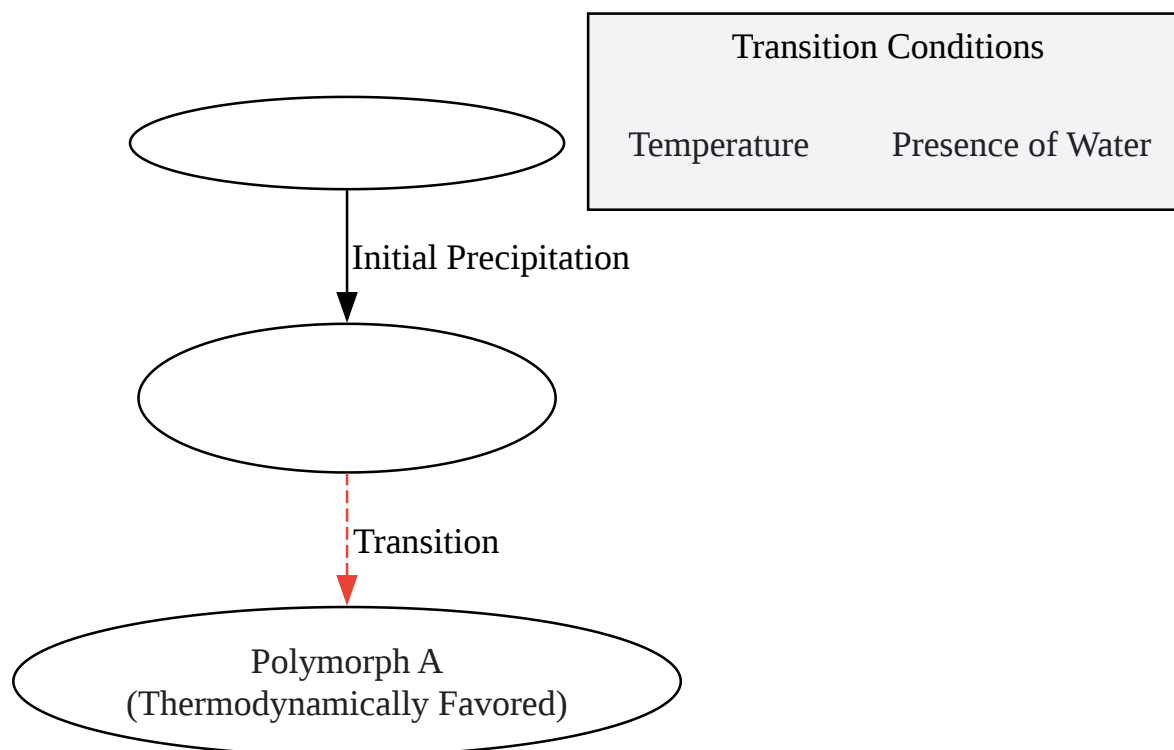 Transition Conditions
Temperature
Presence of Water
Initial Precipitation
Transition
Polymorph A
(Thermodynamically Favored)